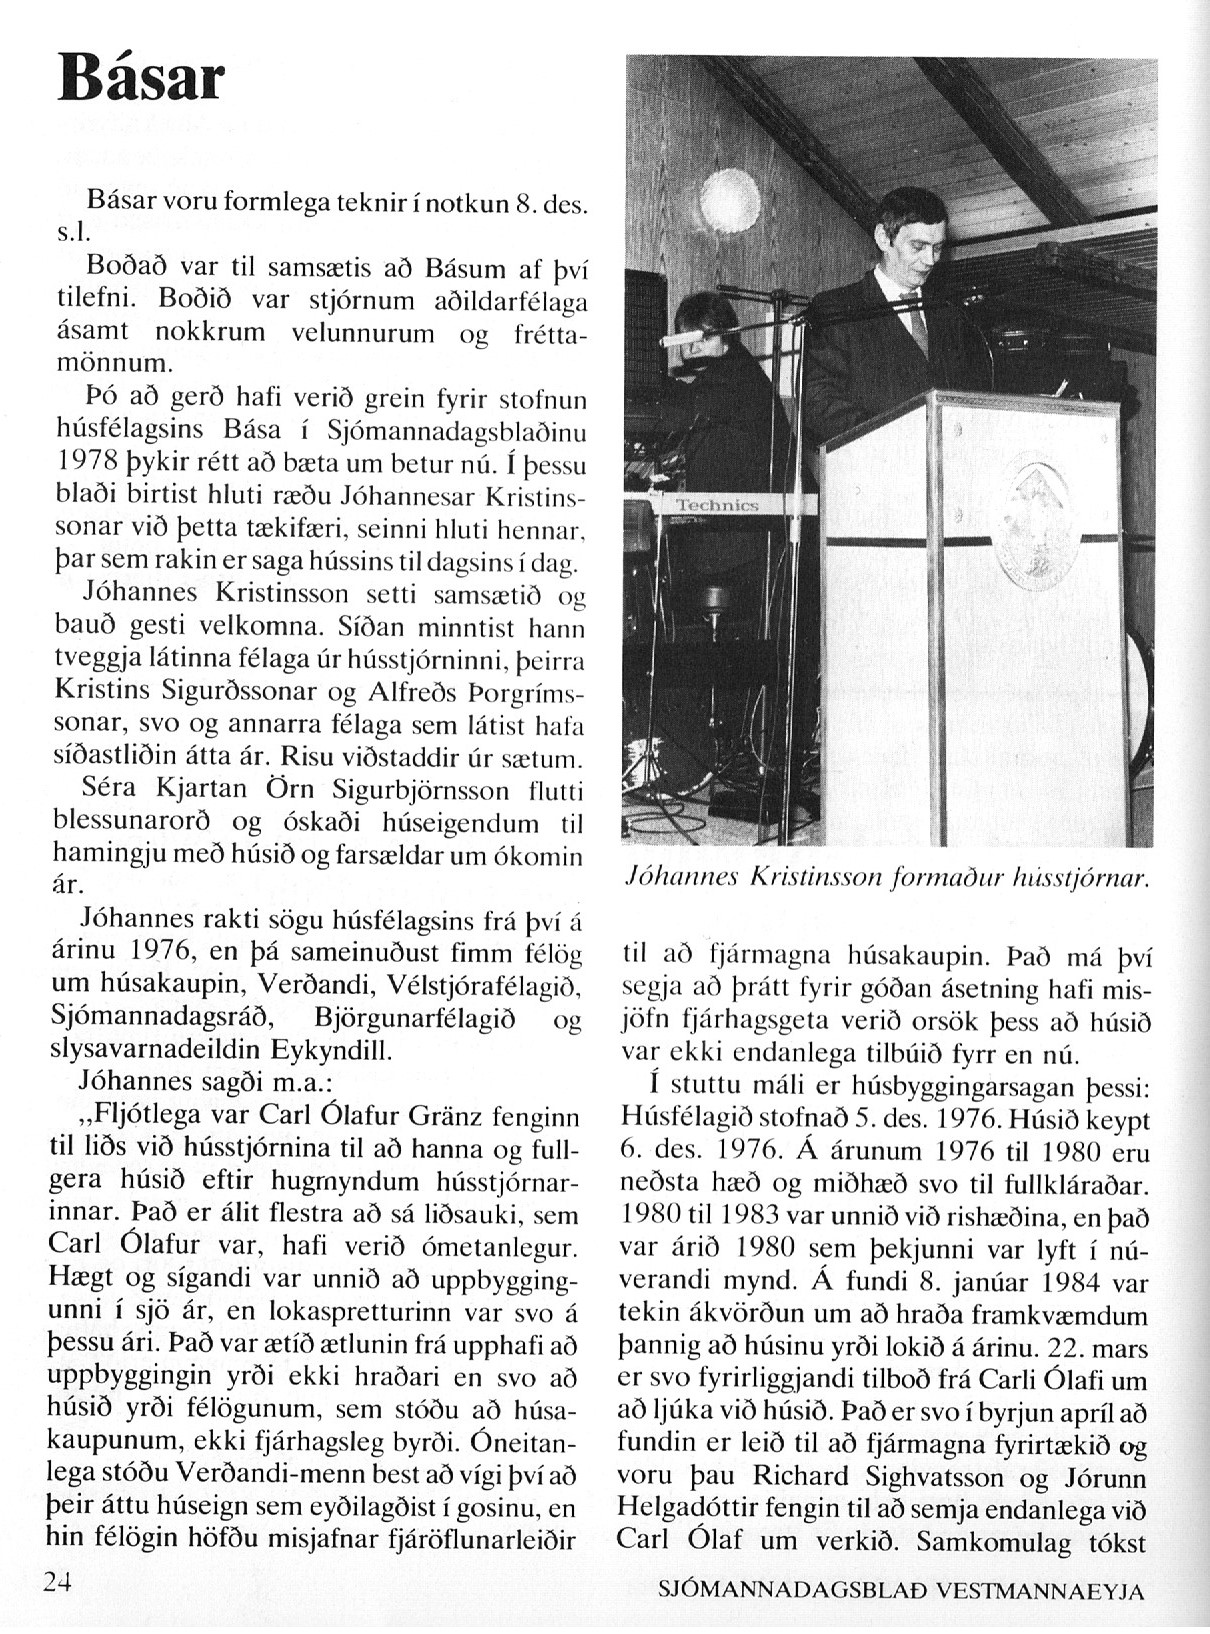 Básar
Básar voru formlega teknir í notkun 8. des.
s.l.
Boðað var til samsætis að Básum af því
tilefni. Boðið var stjórnum aðildarfélaga
ásamt nokkrum velunnurum og frétta-
mönnum.
Þó að gerð hafi verið grein fyrir stofnun
húsfélagsins Bása í Sjómannadagsblaðinu
1978 þykir rétt að bæta um betur nú. Í þessu
blaði birtist hluti ræðu Jóhannesar Kristins-
sonar við þetta tækifæri, seinni hluti hennar,
þar sem rakin er saga hússins til dagsins í dag.
Jóhannes Kristinsson setti samsætið og
bauð gesti velkomna. Síðan minntist hann
tveggja látinna félaga úr hússtjórninni, þeirra
Kristins Sigurðssonar og Alfreðs Þorgríms-
sonar, svo og annarra félaga sem látist hafa
síðastliðin átta ár. Risu viðstaddir úr sætum.
Séra Kjartan Örn Sigurbjörnsson flutti
blessunarorð og óskaði húseigendum til
hamingju með húsið og farsældar um ókomin
ár.
Jóhannes rakti sögu húsfélagsins frá því á
árinu 1976, en þá sameinuðust fimm félög
um húsakaupin, Verðandi, Vélstjórafélagið,
Sjómannadagsráð, Björgunarfélagið og
slysavarnadeildin Eykyndill.
Jóhannes sagði m.a.:
,,Fljótlega var Carl Ólafur Gränz fenginn
til liðs við hússtjórnina til að hanna og full-
gera húsið eftir hugmyndum hússtjórnar-
innar. Það er álit flestra að sá liðsauki, sem
Carl Ólafur var, hafi verið ómetanlegur.
Hægt og sígandi var unnið að uppbygging-
unni í sjö ár, en lokaspretturinn var svo á
þessu ári. Það var ætíð ætlunin frá upphafi að
uppbyggingin yrði ekki hraðari en svo að
húsið yrði félögunum, sem stóðu að húsa-
kaupunum, ekki fjárhagsleg byrði. Óneitan-
lega stóðu Verðandi-menn best að vígi því að
þeir áttu húseign sem eyðilagðist í gosinu, en
hin félögin höfðu misjafnar fjáröflunarleiðir
Technics
Jóhannes Kristinsson formaður hússtjórnar.
til að fjármagna húsakaupin. Það má því
segja að þrátt fyrir góðan ásetning hafi mis-
jöfn fjárhagsgeta verið orsök þess að húsið
var ekki endanlega tilbúið fyrr en nú.
Í stuttu máli er húsbyggingarsagan þessi:
Húsfélagið stofnað 5. des. 1976. Húsið keypt
6. des. 1976. Á árunum 1976 til 1980 eru
neðsta hæð og miðhæð svo til fullkláraðar.
1980 til 1983 var unnið við rishæðina, en það
var árið 1980 sem þekjunni var lyft í nú-
verandi mynd. Á fundi 8. janúar 1984 var
tekin ákvörðun um að hraða framkvæmdum
þannig að húsinu yrði lokið á árinu. 22. mars
er svo fyrirliggjandi tilboð frá Carli Ólafi um
að ljúka við húsið. Það er svo í byrjun apríl að
fundin er leið til að fjármagna fyrirtækið og
voru þau Richard Sighvatsson og Jórunn
Helgadóttir fengin til að semja endanlega við
Carl Ólaf um verkið. Samkomulag tókst
24
SJÓMANNADAGSBLAÐ VESTMANNAEYJA